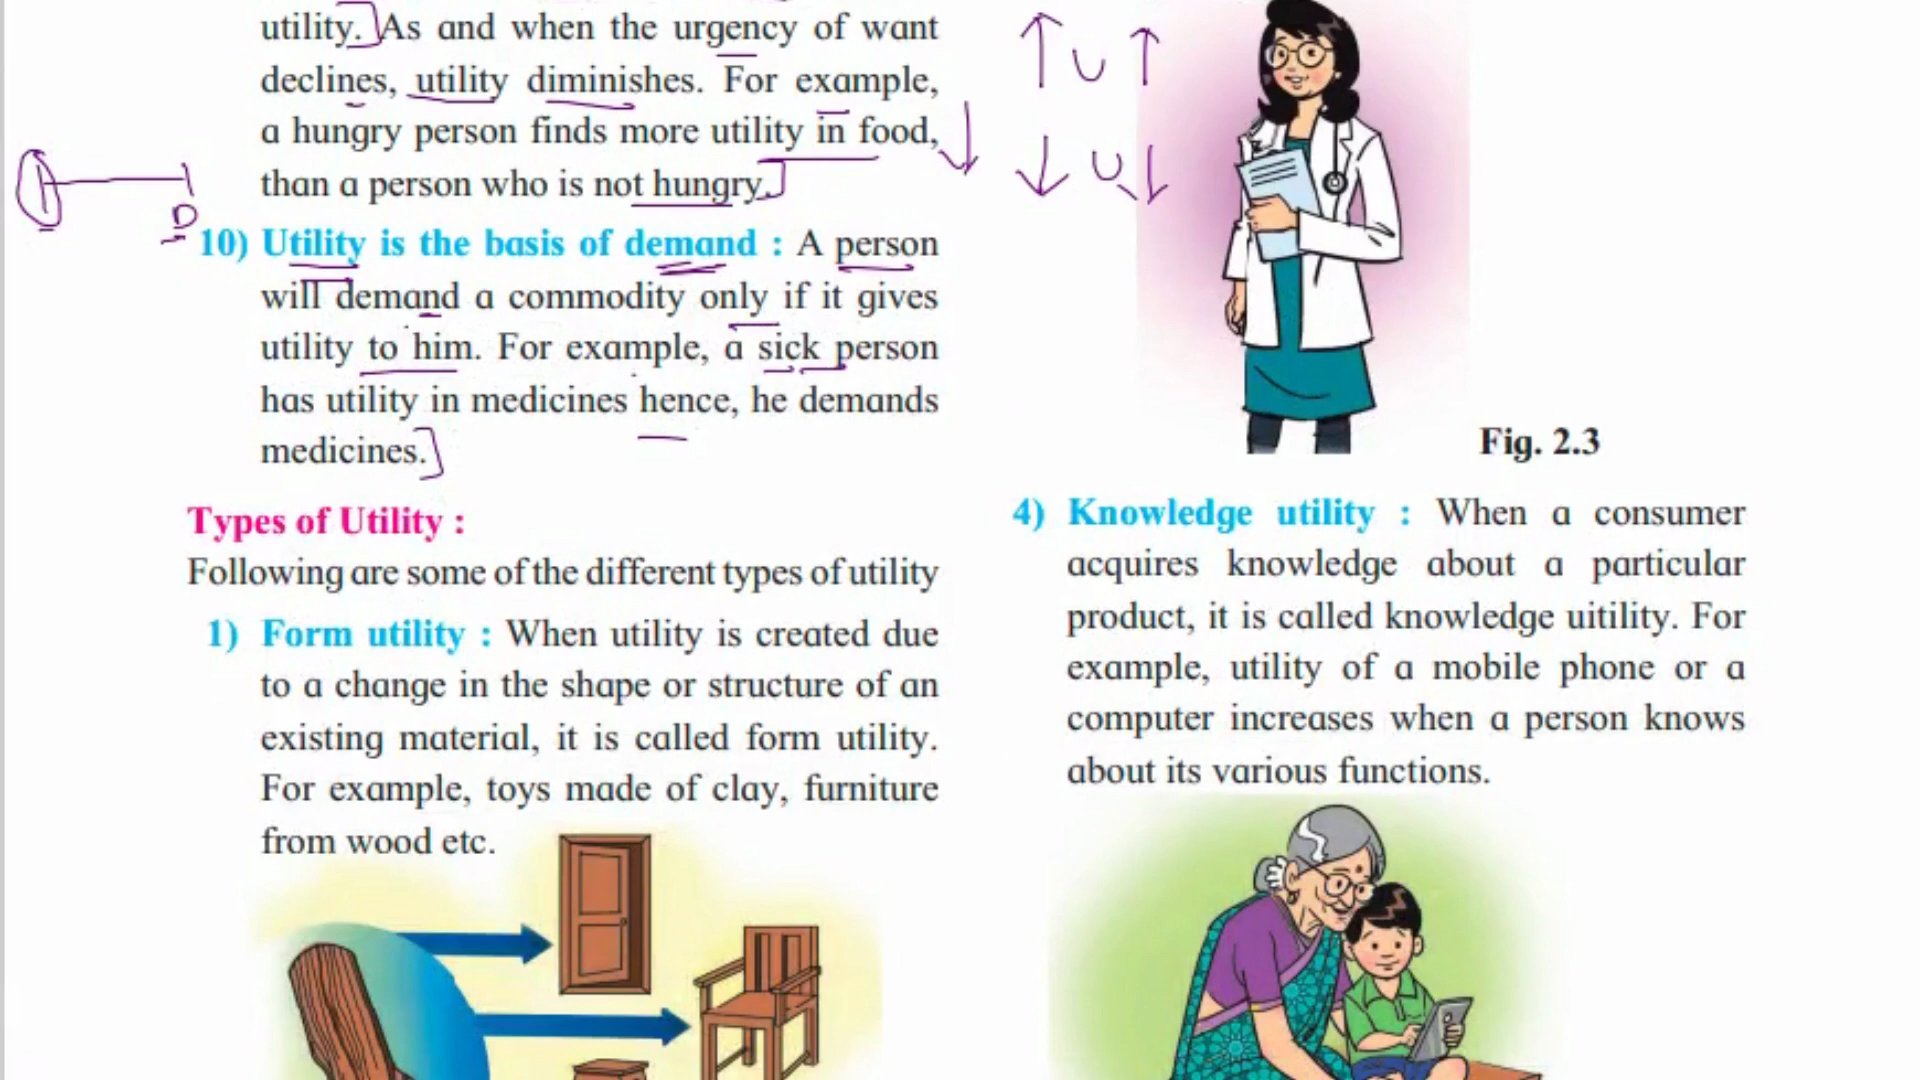 utility. As and when the urgency of want
declines, utility diminishes. For example,
a hungry person finds more utility in food,
than a person who is not hungry.
10) Utility is the basis of demand : A person
will demand a commodity only if it gives
utility to him. For example, a sick person
has utility in medicines hence, he demands
medicines.
Types of Utility :
Following are some of the different types of utility
1) Form utility : When utility is created due
to a change in the shape or structure of an
existing material, it is called form utility.
For example, toys made of clay, furniture
from wood etc.
↑ U ↑
↓ U ↓
D
Fig. 2.3
4) Knowledge utility : When a consumer
acquires knowledge about a particular
product, it is called knowledge uitility. For
example, utility of a mobile phone or a
computer increases when a person knows
about its various functions.